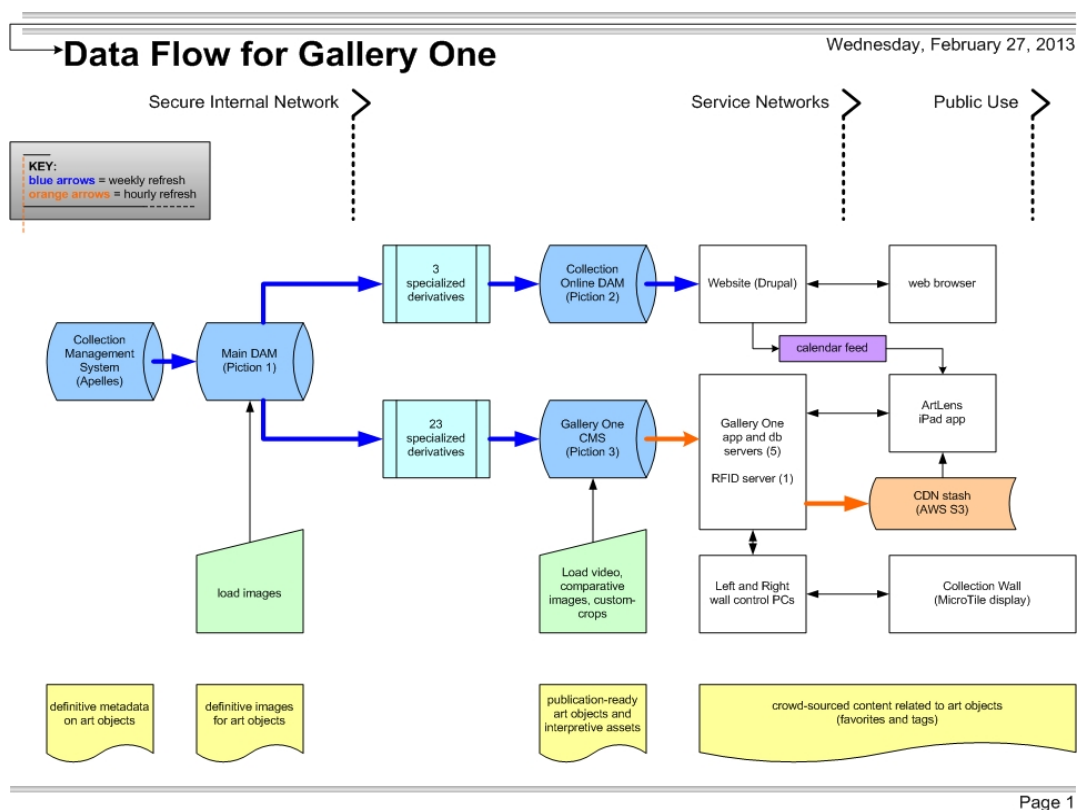 Data Flow for Gallery One
Wednesday, February 27, 2013
Secure Internal Network
Service Networks
Public Use
KEY:
blue arrows = weekly refresh
orange arrows = hourly refresh
3
specialized
derivatives
Collection
Online DAM
(Piction 2)
Website (Drupal)
web browser
calendar feed
Collection
Management
System
(Apelles)
Main DAM
(Piction 1)
23
specialized
derivatives
Gallery One
CMS
(Piction 3)
Gallery One
app and db
servers (5)
RFID server (1)
ArtLens
iPad app
CDN stash
(AWS S3)
load images
Load video,
comparative
images, custom-
crops
Left and Right
wall control PCs
Collection Wall
(MicroTile display)
definitive metadata
on art objects
definitive images
for art objects
publication-ready
art objects and
interpretive assets
crowd-sourced content related to art objects
(favorites and tags)
Page 1